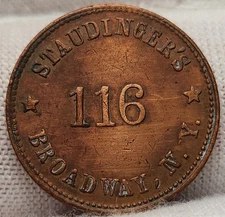 STAUDINGER'S
116
BROADWAY, N.Y.